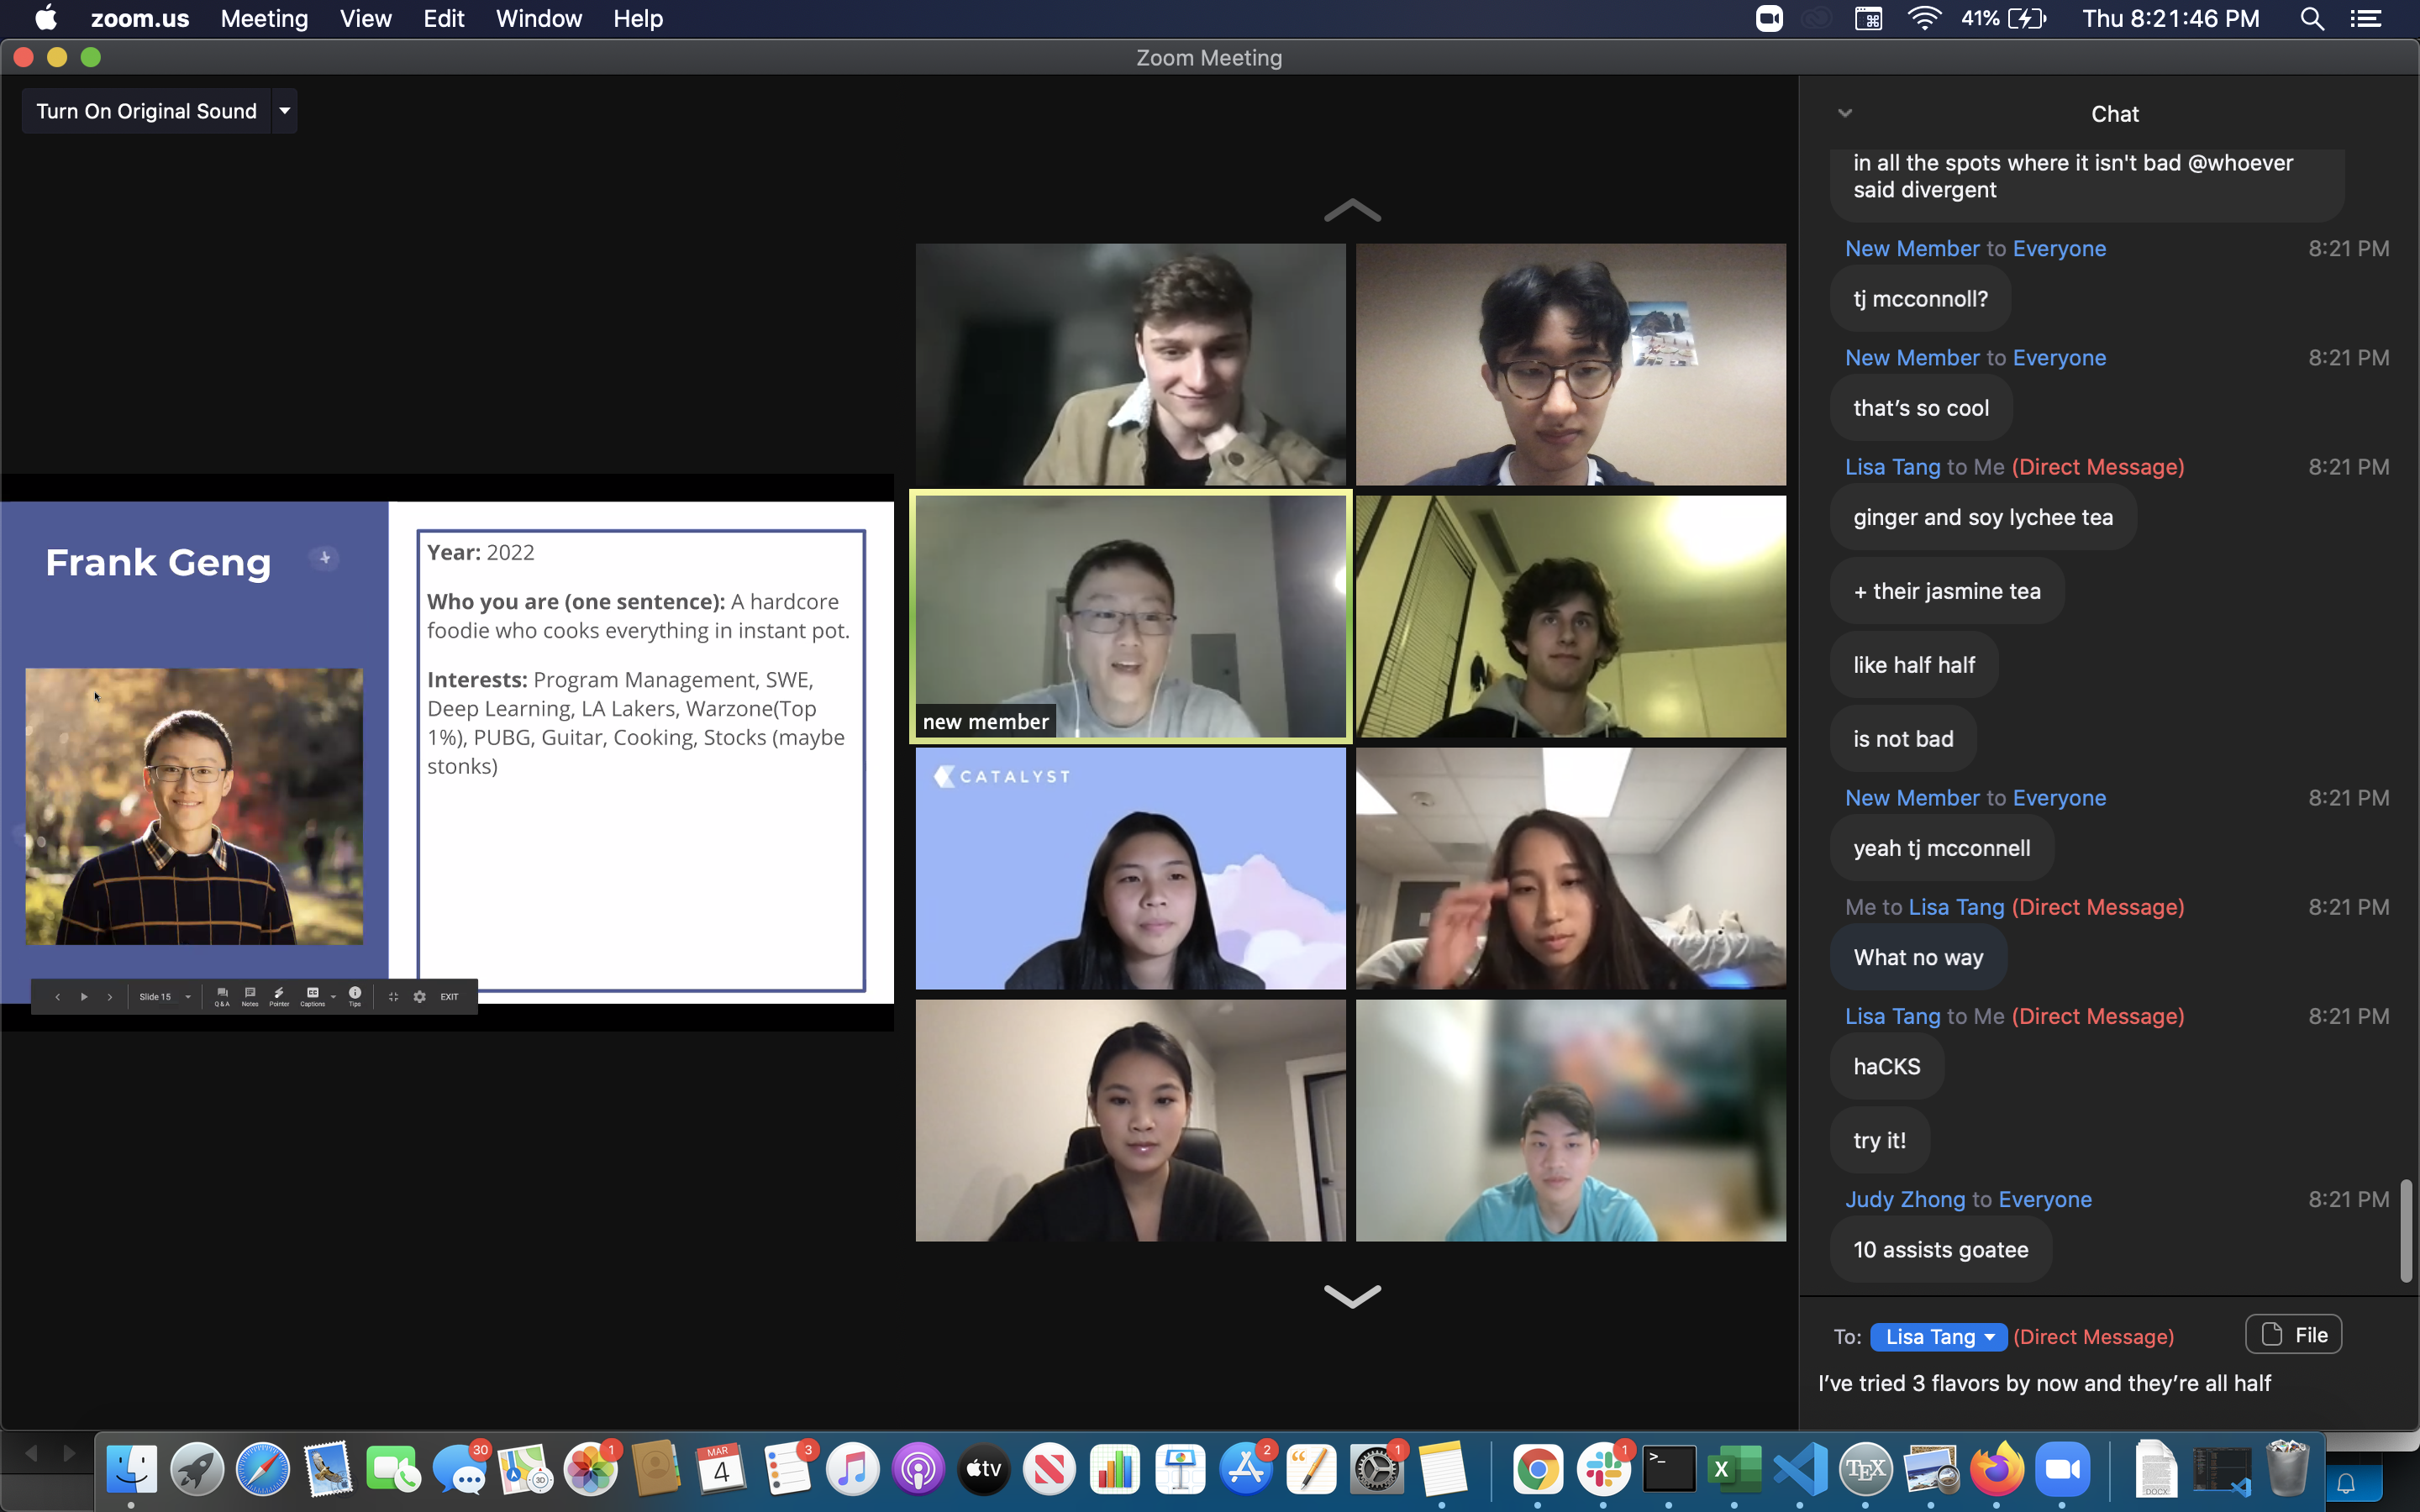 zoom.us Meeting View Edit Window Help
41% Thu 8:21:46 PM
Zoom Meeting
Turn On Original Sound
Frank Geng
Year: 2022
Who you are (one sentence): A hardcore
foodie who cooks everything in instant pot.
Interests: Program Management, SWE,
Deep Learning, LA Lakers, Warzone(Top
1%), PUBG, Guitar, Cooking, Stocks (maybe
stonks)
Slide 15
Q&A Notes Pointer Captions Tips EXIT
new member
CATALYST
Chat
in all the spots where it isn't bad @whoever
said divergent
New Member to Everyone 8:21 PM
tj mcconnoll?
New Member to Everyone 8:21 PM
that's so cool
Lisa Tang to Me (Direct Message) 8:21 PM
ginger and soy lychee tea
+ their jasmine tea
like half half
is not bad
New Member to Everyone 8:21 PM
yeah tj mcconnell
Me to Lisa Tang (Direct Message) 8:21 PM
What no way
Lisa Tang to Me (Direct Message) 8:21 PM
haCKS
try it!
Judy Zhong to Everyone 8:21 PM
10 assists goatee
To: Lisa Tang (Direct Message) File
I've tried 3 flavors by now and they're all half
30
1
MAR
4
3
tv
2
1
1
X
TEX
3D
DOCX